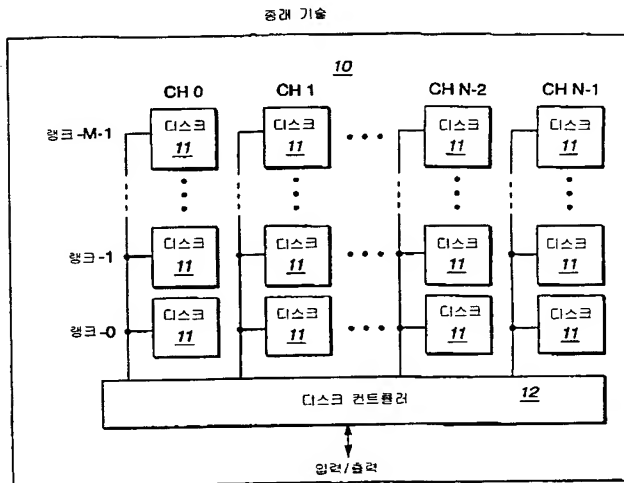 종래 기술
10
CH 0 CH 1 CH N-2 CH N-1
랭크-M-1 디스크 디스크 디스크 디스크
11 11 11 11
랭크-1 디스크 디스크 디스크 디스크
11 11 11 11
랭크-0 디스크 디스크 디스크 디스크
11 11 11 11
디스크 컨트롤러 12
입력/출력